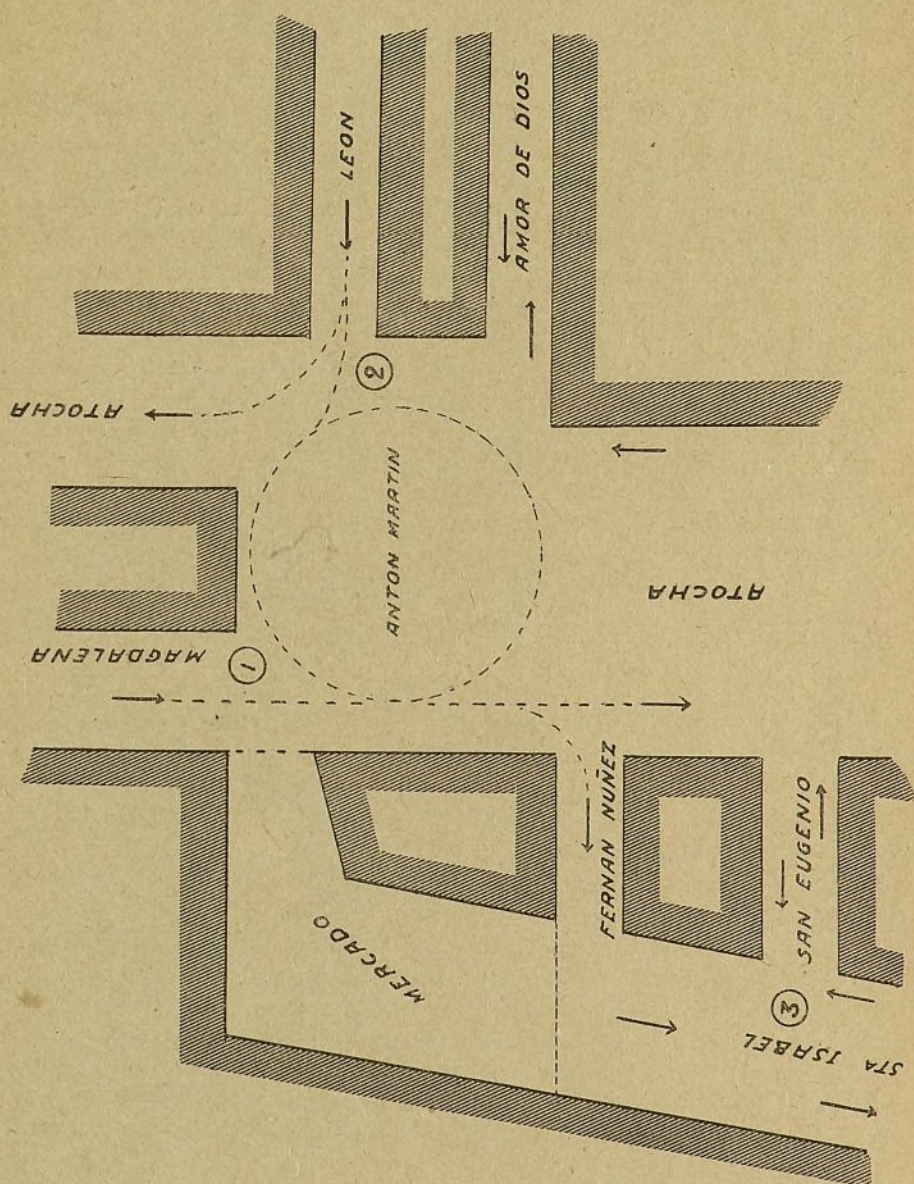 LEON
AMOR DE DIOS
ATOCHA
2
ANTON MARTIN
ATOCHA
MAGDALENA
1
FERNAN NUÑEZ
SAN EUGENIO
MERCADO
3
STA ISABEL